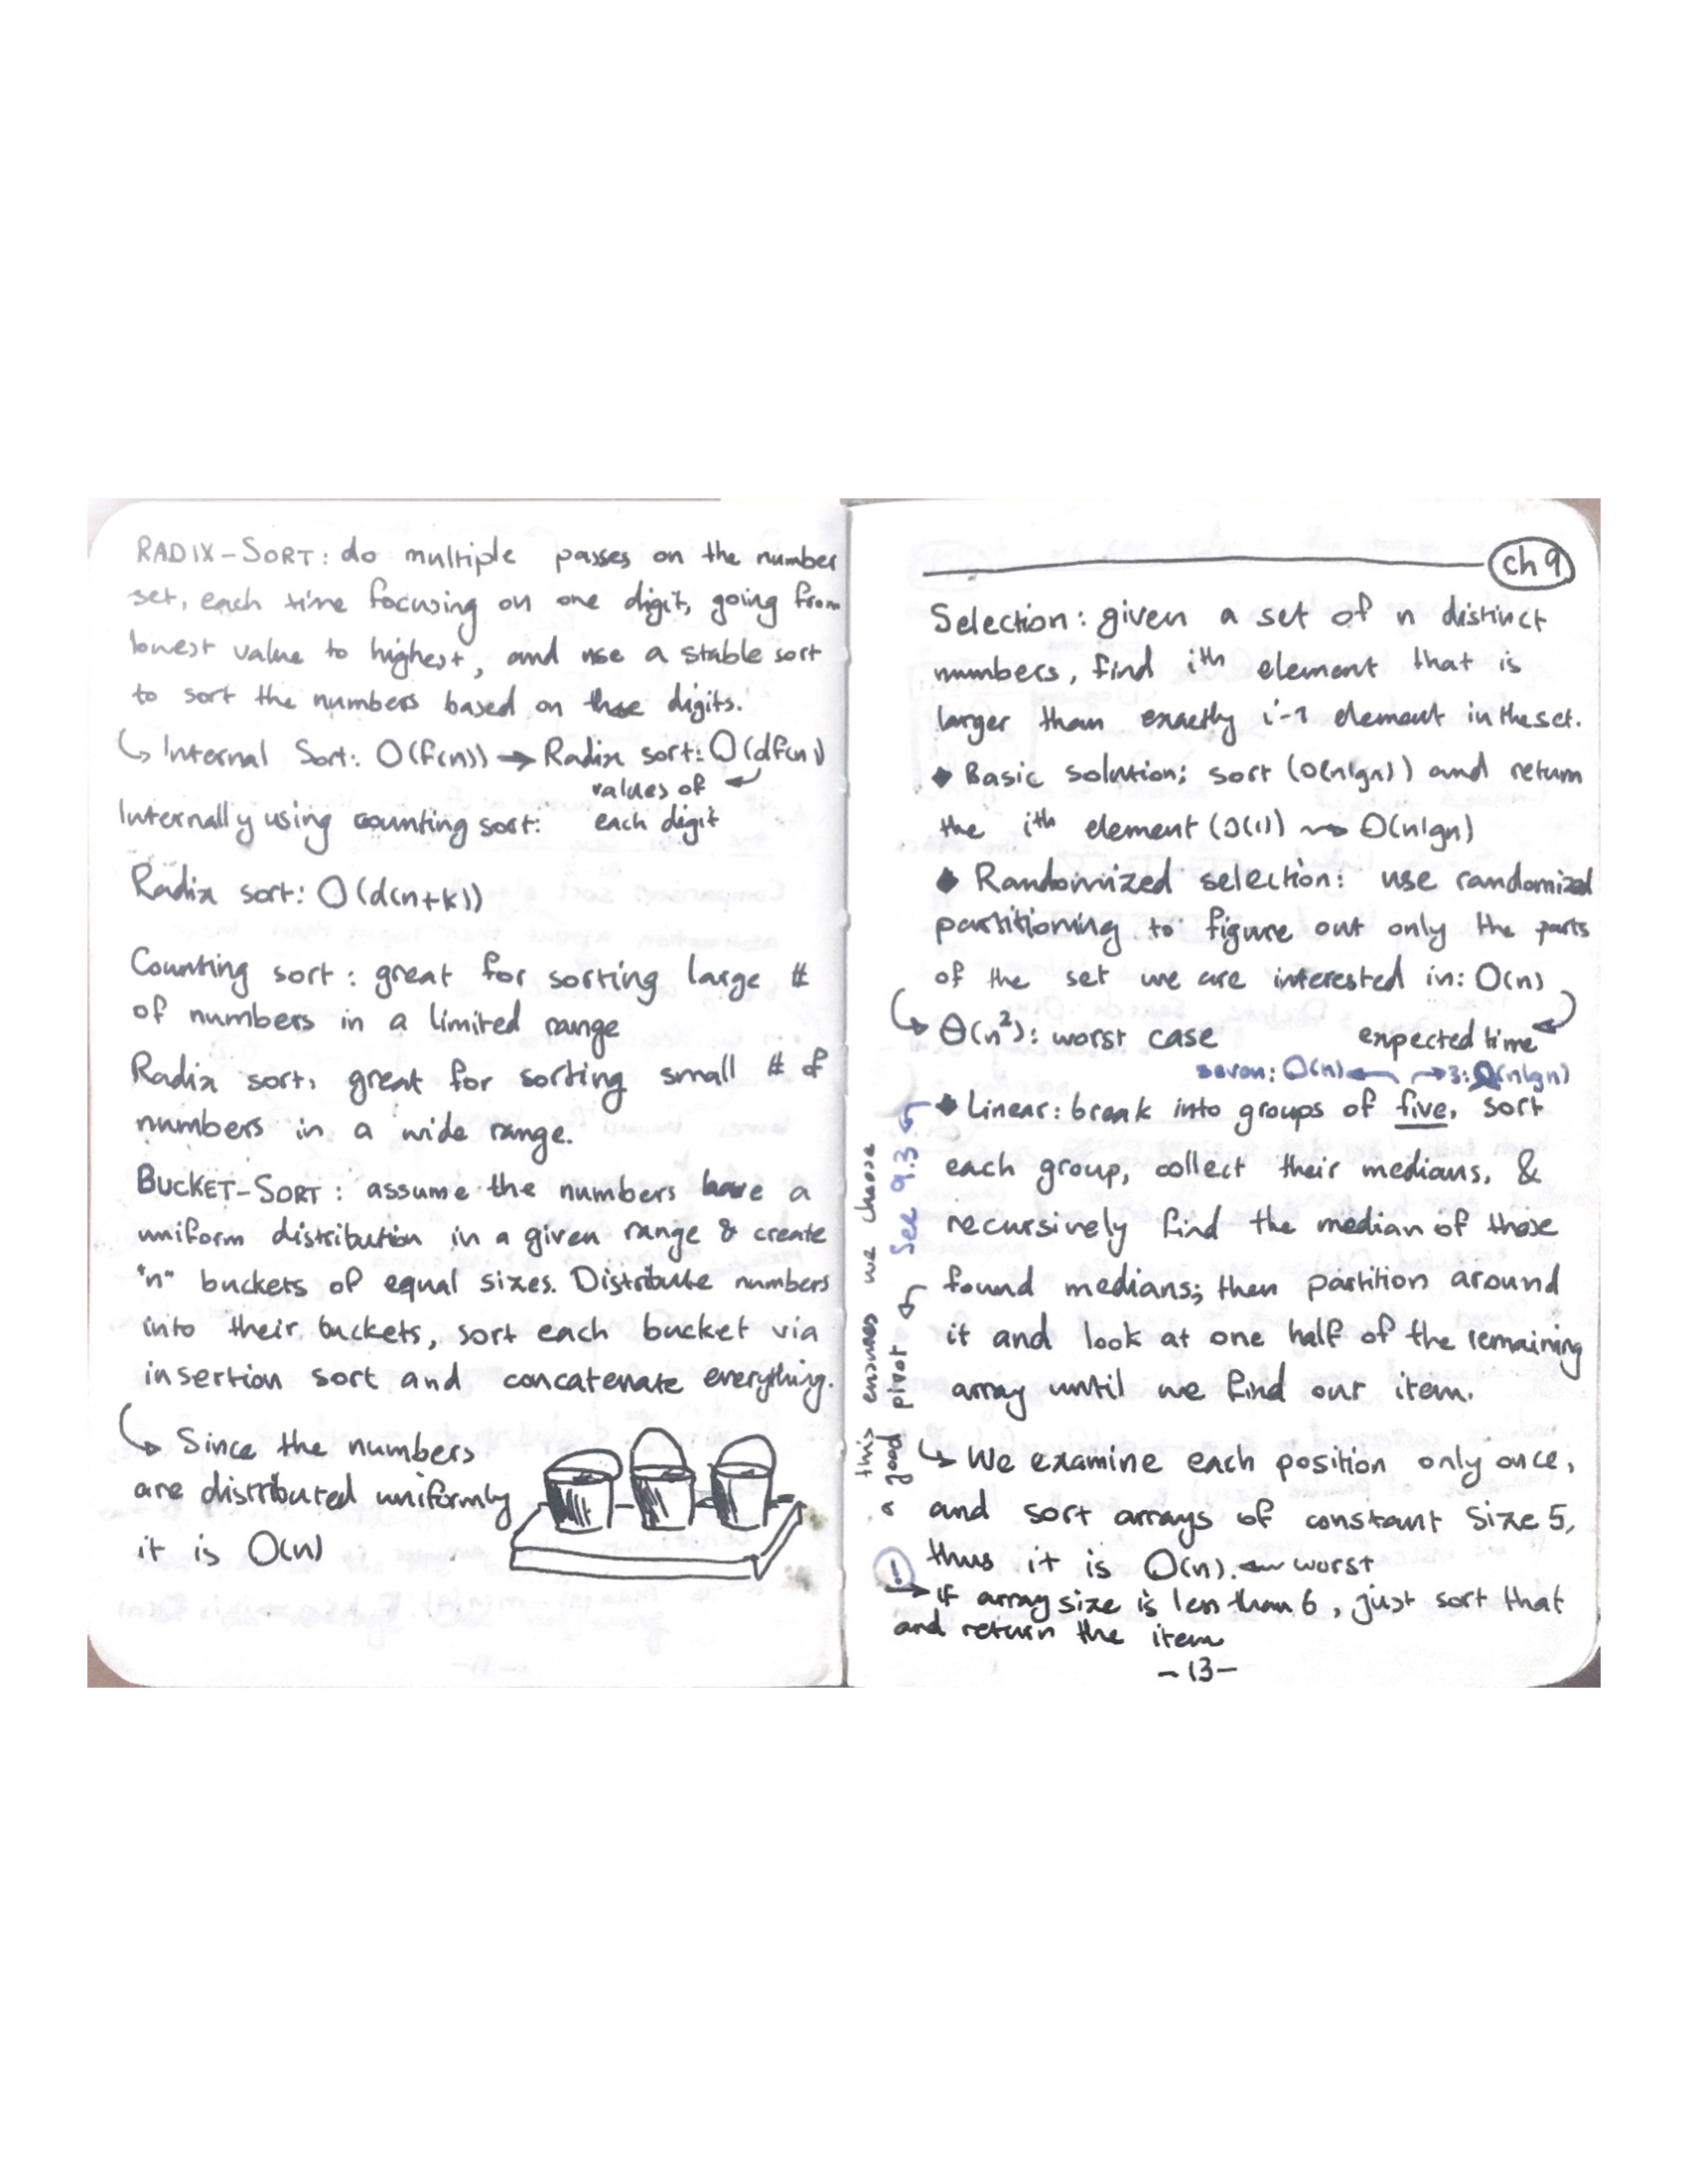 RADIX-SORT: do multiple passes on the number
set, each time focusing on one digit, going from
lowest value to highest, and use a stable sort
to sort the numbers based on those digits.
↳ Internal Sort: O(f(n)) → Radix sort: O(df(n))
values of
each digit
Internally using counting sort:
Radix sort: O(d(n+k))
Counting sort: great for sorting large #
of numbers in a limited range
Radix sort: great for sorting small # of
numbers in a wide range.
BUCKET-SORT: assume the numbers have a
uniform distribution in a given range & create
"n" buckets of equal sizes. Distribute numbers
into their buckets, sort each bucket via
insertion sort and concatenate everything.
↳ Since the numbers
are distributed uniformly
it is O(n)
ch 9
Selection: given a set of n distinct
numbers, find ith element that is
larger than exactly i-1 element in the set.
◆ Basic solution; sort (O(nlgn)) and return
the ith element (O(1)) ⇝ O(nlgn)
◆ Randomized selection: use randomized
partitioning to figure out only the parts
of the set we are interested in: O(n)
↳ Θ(n²): worst case expected time
seven: O(n) ← → 3: (nlgn)
◆ Linear: break into groups of five, sort
each group, collect their medians, &
recursively find the median of those
found medians; then partition around
it and look at one half of the remaining
array until we find our item.
See 9.3
this ensures we choose
a good pivot
↳ We examine each position only once,
and sort arrays of constant size 5,
thus it is O(n). ← worst
! → if array size is less than 6, just sort that
and return the item
-13-